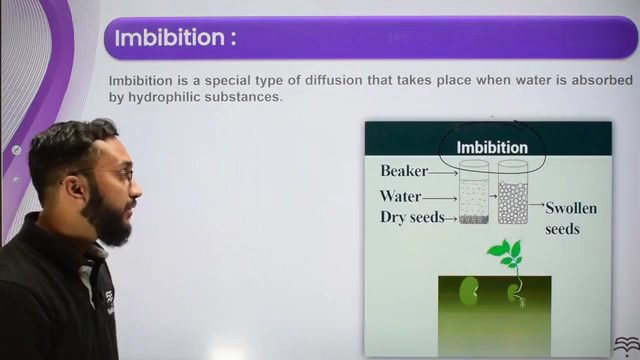 Imbibition :
Imbibition is a special type of diffusion that takes place when water is absorbed
by hydrophilic substances.
Imbibition
Beaker
Water
Dry seeds
Swollen
seeds